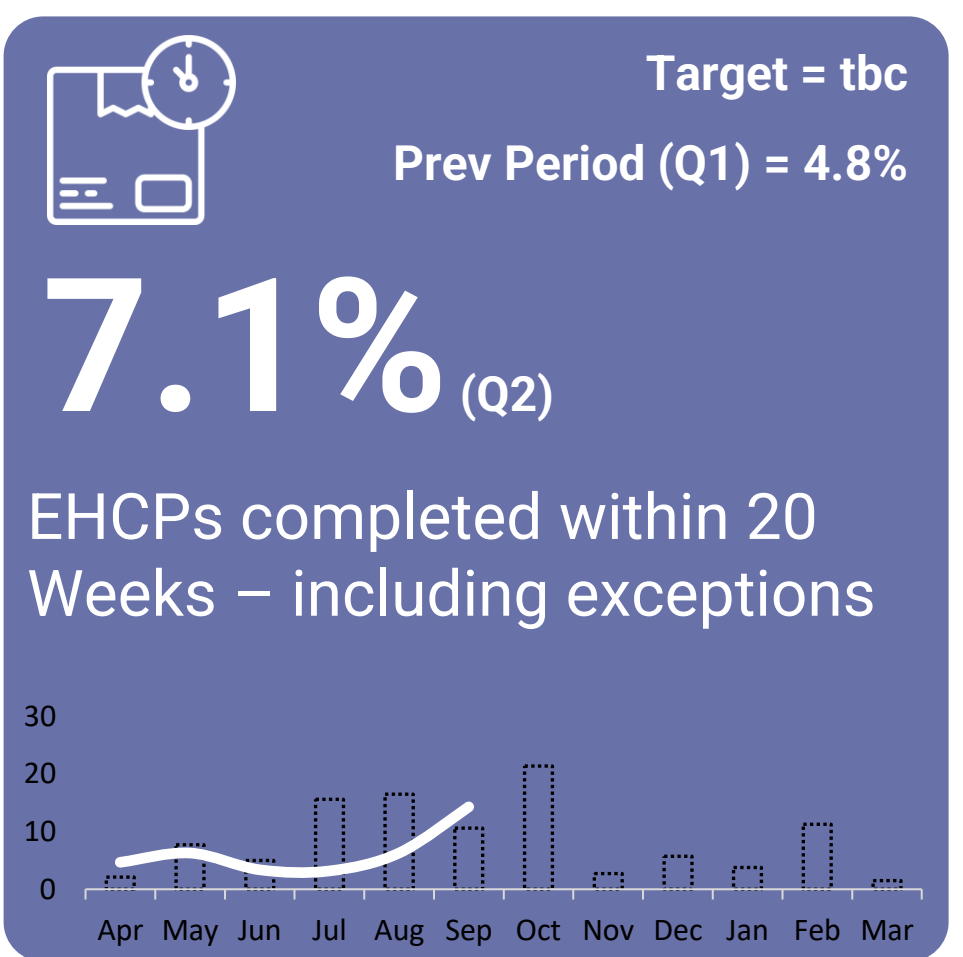 Target = tbc
Prev Period (Q1) = 4.8%
7.1% (Q2)
EHCPs completed within 20
Weeks – including exceptions
30
20
10
0
Apr May Jun Jul Aug Sep Oct Nov Dec Jan Feb Mar